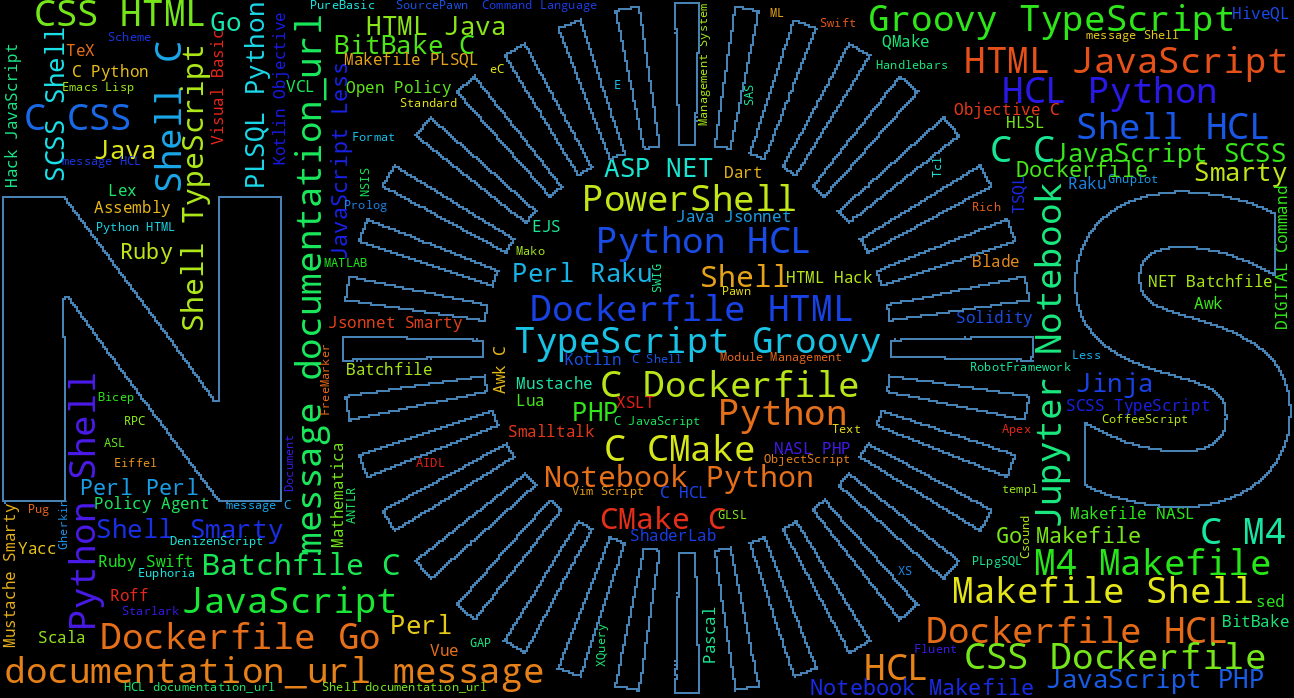 CSS HTML
Go
Scheme
TeX
C Python
Emacs Lisp
Hack JavaScript
SCSS Shell
C CSS
Java
message HCL
Shell C
Shell TypeScript
Visual Basic
PLSQL Python
Kotlin Objective
VCL
message documentation_url
Lex
Assembly
Python HTML
Ruby
PureBasic
SourcePawn
Command Language
HTML Java
BitBake C
Makefile PLSQL
eC
Open Policy
Standard
JavaScript Less
Format
NSIS
Prolog
MATLAB
E
Management System
SAS
ML
Swift
Groovy TypeScript
HiveQL
message Shell
QMake
Handlebars
HTML JavaScript
HCL Python
Objective C
HLSL
Shell HCL
C C
JavaScript SCSS
Dockerfile
Smarty
Raku
Gnuplot
TSQL
Tcl
Rich
Jupyter Notebook
DIGITAL Command
ASP NET
Dart
PowerShell
Java Jsonnet
EJS
Python HCL
Mako
Perl Raku
SWIG
Shell
HTML Hack
Pawn
Blade
NET Batchfile
Awk
Dockerfile HTML
Jsonnet Smarty
Solidity
TypeScript Groovy
Kotlin
C Shell
Module Management
Less
Batchfile
FreeMarker
Awk C
RobotFramework
Mustache
C Dockerfile
Jinja
Lua
PHP
XSLT
Python
SCSS TypeScript
C JavaScript
CoffeeScript
Smalltalk
Text
Apex
C CMake
NASL PHP
ObjectScript
AIDL
Notebook Python
Vim Script
C HCL
templ
CMake C
GLSL
ShaderLab
Python Shell
Bicep
RPC
ASL
Eiffel
Document
Mathematica
ANTLR
Perl Perl
Policy Agent
message C
Pug
Gherkin
Mustache Smarty
Yacc
Shell Smarty
DenizenScript
Ruby Swift
Euphoria
Batchfile C
Roff
Starlark
JavaScript
Scala
Dockerfile Go
Perl
Vue
GAP
documentation_url message
HCL documentation_url
Shell documentation_url
XQuery
Pascal
XS
Makefile NASL
Csound
Go Makefile
C M4
PLpgSQL
M4 Makefile
Makefile Shell
sed
Dockerfile HCL
BitBake
Fluent
CSS Dockerfile
HCL
JavaScript PHP
Notebook Makefile